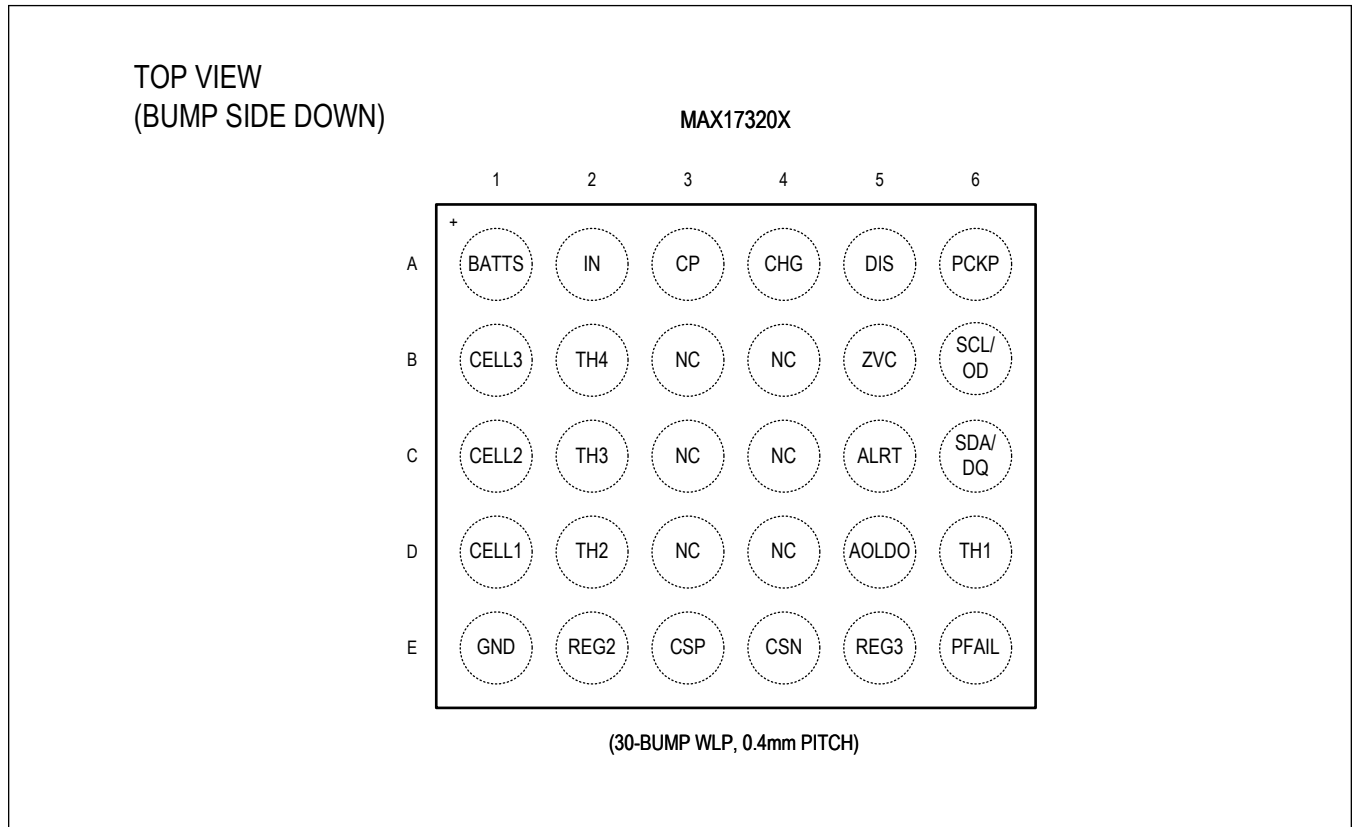 TOP VIEW
(BUMP SIDE DOWN)
MAX17320X
1 2 3 4 5 6
+
A BATTS IN CP CHG DIS PCKP
B CELL3 TH4 NC NC ZVC SCL/
OD
C CELL2 TH3 NC NC ALRT SDA/
DQ
D CELL1 TH2 NC NC AOLDO TH1
E GND REG2 CSP CSN REG3 PFAIL
(30-BUMP WLP, 0.4mm PITCH)